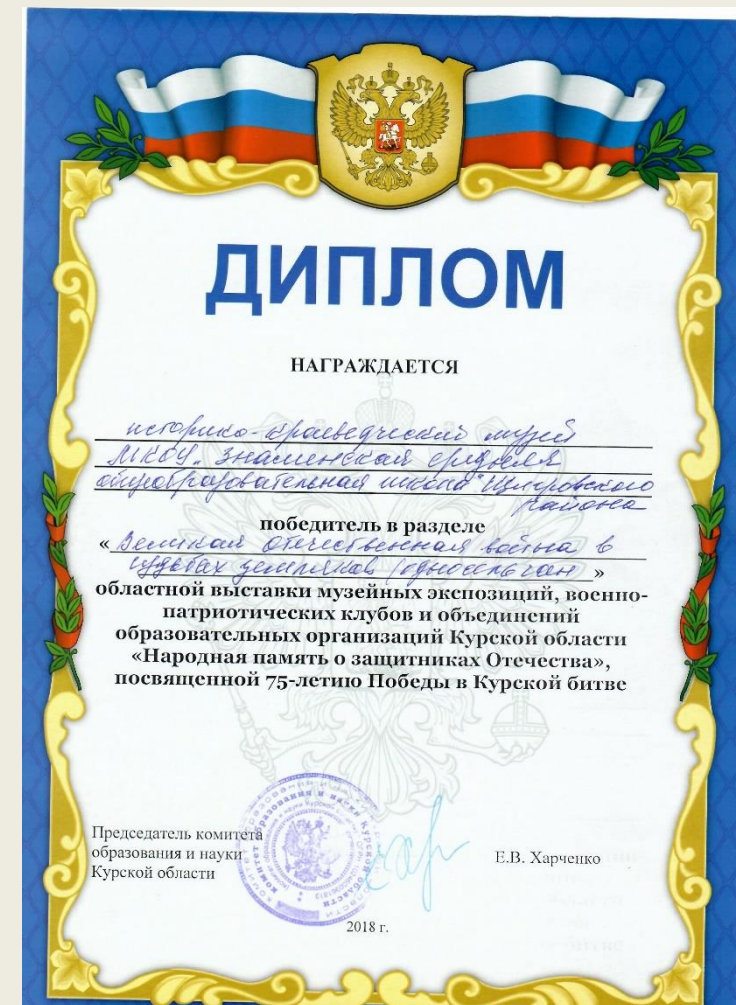 ДИПЛОМ
НАГРАЖДАЕТСЯ
историко-краеведческий музей
МКОУ "Знаменская средняя
общеобразовательная школа" Щигровского
района
победитель в разделе
« Великая Отечественная война в
судьбах земляков (односельчан) »
областной выставки музейных экспозиций, военно-
патриотических клубов и объединений
образовательных организаций Курской области
«Народная память о защитниках Отечества»,
посвященной 75-летию Победы в Курской битве
Председатель комитета
образования и науки
Курской области
Е.В. Харченко
2018 г.